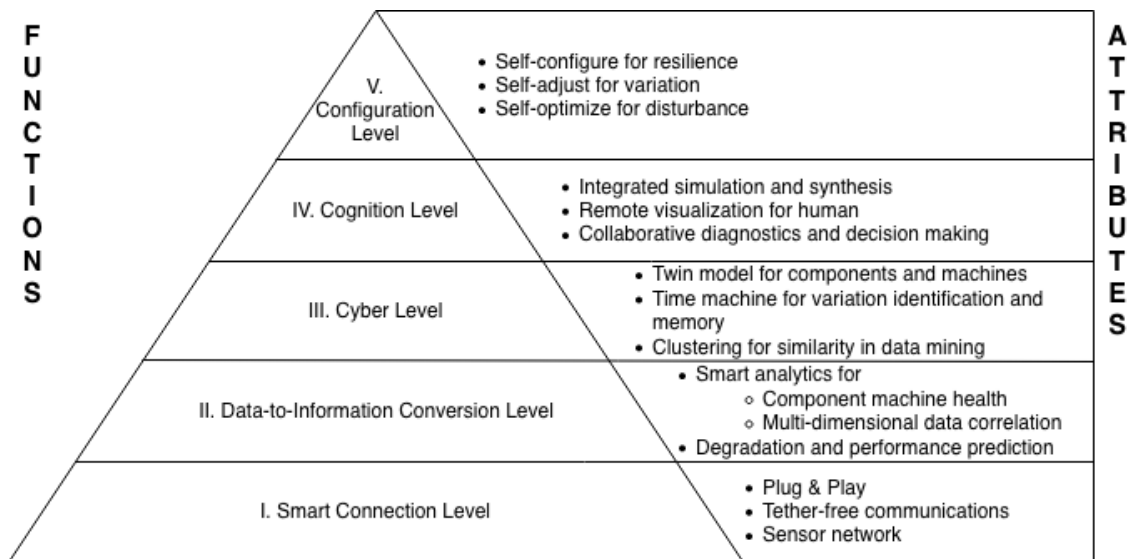 FUNCTIONS
ATTRIBUTES
V.
Configuration
Level
• Self-configure for resilience
• Self-adjust for variation
• Self-optimize for disturbance
IV. Cognition Level
• Integrated simulation and synthesis
• Remote visualization for human
• Collaborative diagnostics and decision making
III. Cyber Level
• Twin model for components and machines
• Time machine for variation identification and
memory
• Clustering for similarity in data mining
II. Data-to-Information Conversion Level
• Smart analytics for
○ Component machine health
○ Multi-dimensional data correlation
• Degradation and performance prediction
I. Smart Connection Level
• Plug & Play
• Tether-free communications
• Sensor network